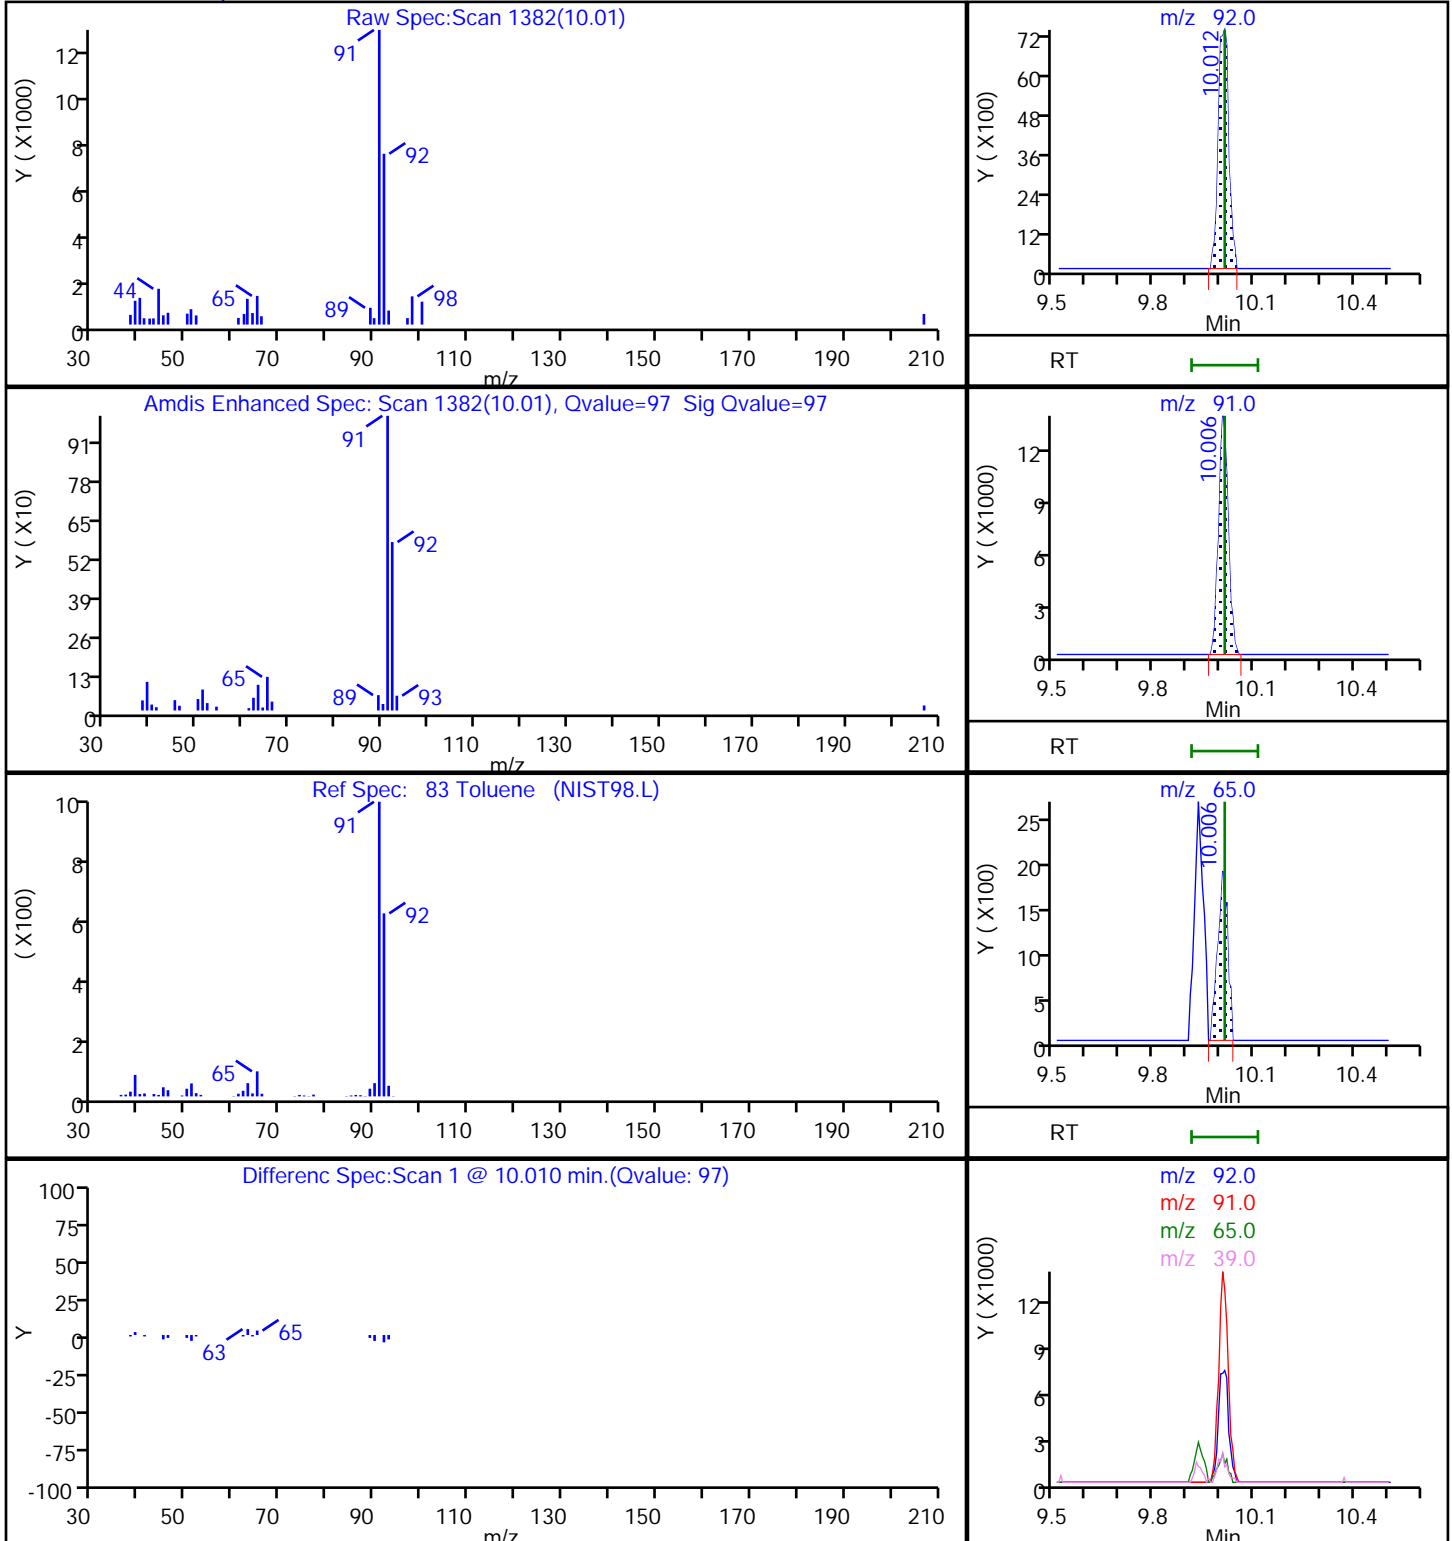 Raw Spec:Scan 1382(10.01)
Y ( X1000)
12
10
8
6
4
2
0
91
92
44
65
89
98
30 50 70 90 110 130 150 170 190 210
m/z
m/z 92.0
Y ( X100)
72
60
48
36
24
12
0
10.012
9.5 9.8 10.1 10.4
Min
RT
Amdis Enhanced Spec: Scan 1382(10.01), Qvalue=97 Sig Qvalue=97
Y ( X10)
91
78
65
52
39
26
13
0
91
92
65
89
93
30 50 70 90 110 130 150 170 190 210
m/z
m/z 91.0
Y ( X1000)
12
9
6
3
0
10.006
9.5 9.8 10.1 10.4
Min
RT
Ref Spec: 83 Toluene (NIST98.L)
( X100)
10
8
6
4
2
0
91
92
65
30 50 70 90 110 130 150 170 190 210
m/z 65.0
Y ( X100)
25
20
15
10
5
0
10.006
9.5 9.8 10.1 10.4
Min
RT
Differenc Spec:Scan 1 @ 10.010 min.(Qvalue: 97)
Y
100
75
50
25
0
-25
-50
-75
-100
63
65
30 50 70 90 110 130 150 170 190 210
m/z
m/z 92.0
m/z 91.0
m/z 65.0
m/z 39.0
Y ( X1000)
12
9
6
3
0
9.5 9.8 10.1 10.4
Min